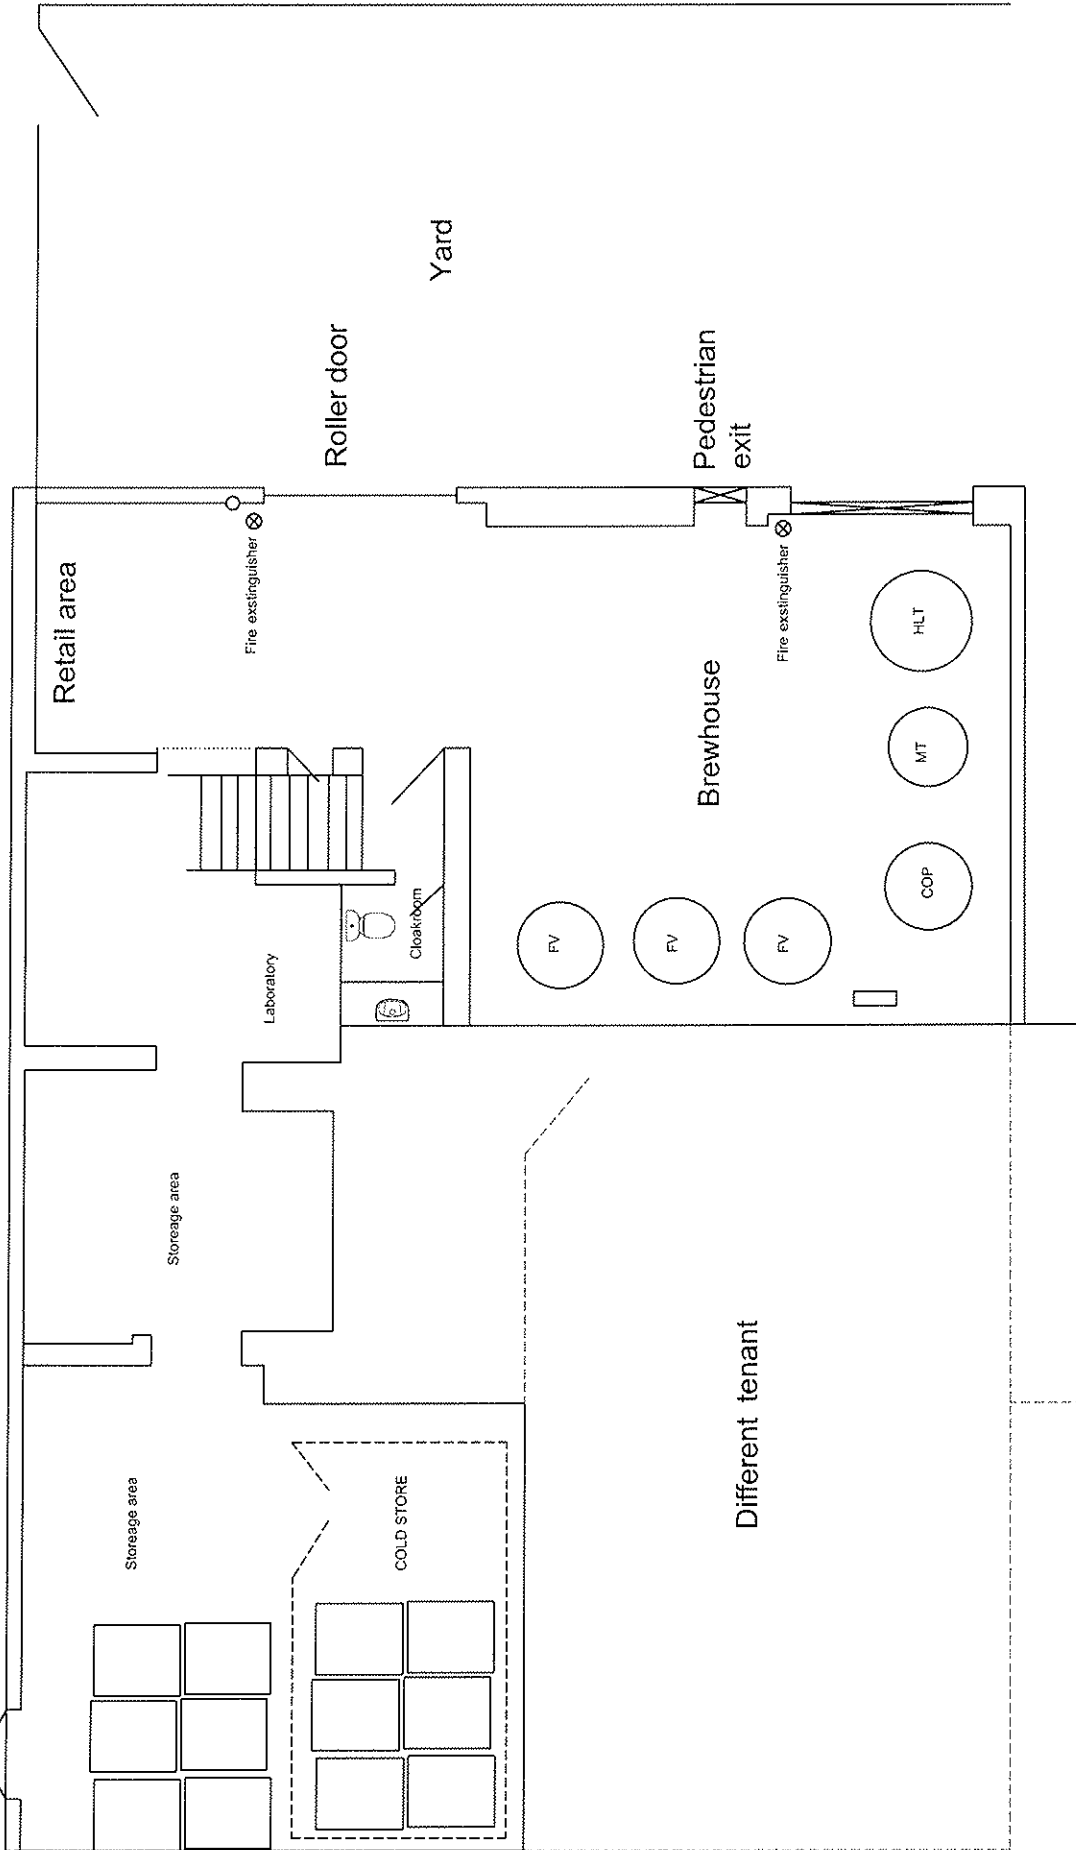 Storeage area
COLD STORE
Different tenant
Storeage area
Laboratory
Cloakroom
FV
FV
FV
COP
MT
HLT
Brewhouse
Retail area
Fire exstinguisher
Fire exstinguisher
Roller door
Pedestrian
exit
Yard